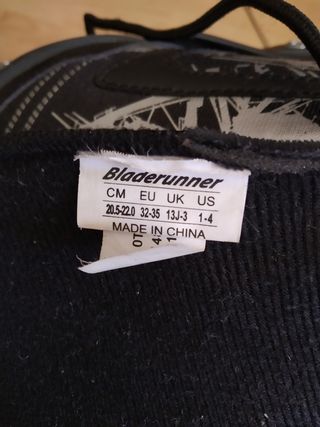 Bladerunner
CM EU UK US
20.5-22.0 32-35 13J-3 1-4
MADE IN CHINA